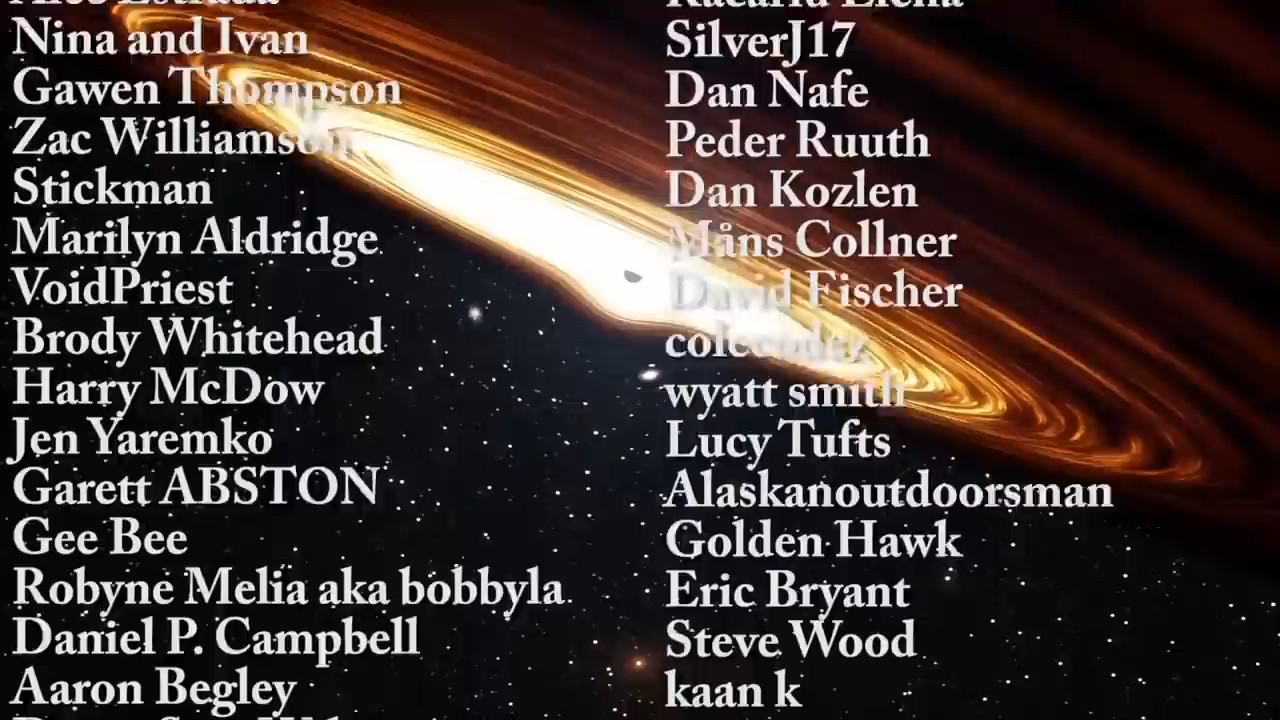 Nina and Ivan
Gawen Thompson
Zac Williamson
Stickman
Marilyn Aldridge
VoidPriest
Brody Whitehead
Harry McDow
Jen Yaremko
Garett ABSTON
Gee Bee
Robyne Melia aka bobbyla
Daniel P. Campbell
Aaron Begley
SilverJ17
Dan Nafe
Peder Ruuth
Dan Kozlen
Måns Collner
David Fischer
wyatt smith
Lucy Tufts
Alaskanoutdoorsman
Golden Hawk
Eric Bryant
Steve Wood
kaan k